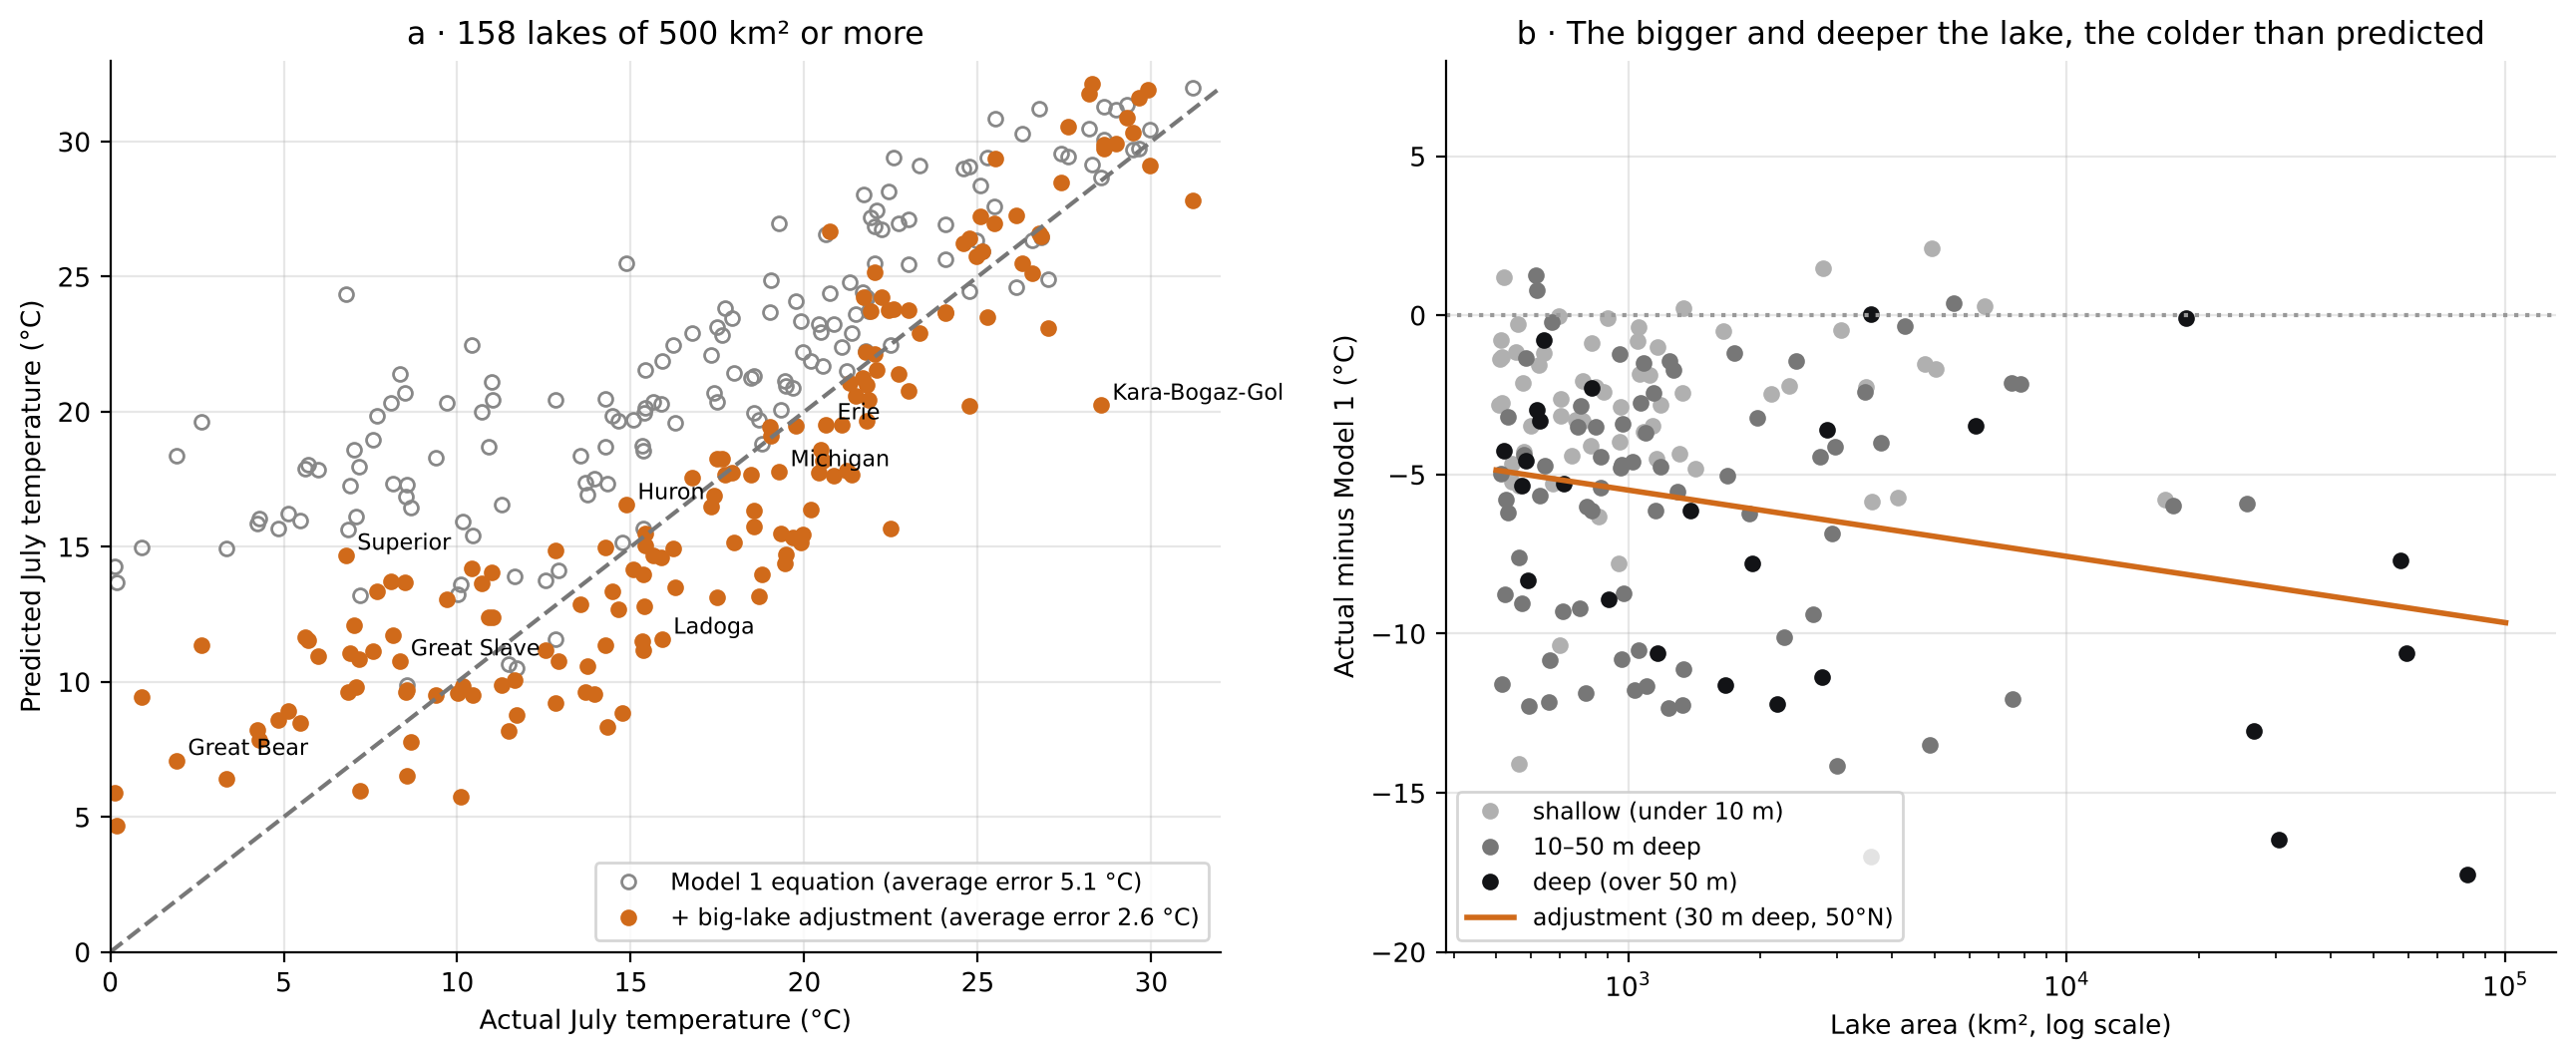 a · 158 lakes of 500 km² or more
Predicted July temperature (°C)
30
25
20
15
10
5
0
Kara-Bogaz-Gol
Erie
Michigan
Huron
Superior
Ladoga
Great Slave
Great Bear
Model 1 equation (average error 5.1 °C)
+ big-lake adjustment (average error 2.6 °C)
0 5 10 15 20 25 30
Actual July temperature (°C)
b · The bigger and deeper the lake, the colder than predicted
Actual minus Model 1 (°C)
5
0
−5
−10
−15
−20
shallow (under 10 m)
10–50 m deep
deep (over 50 m)
adjustment (30 m deep, 50°N)
10³ 10⁴ 10⁵
Lake area (km², log scale)